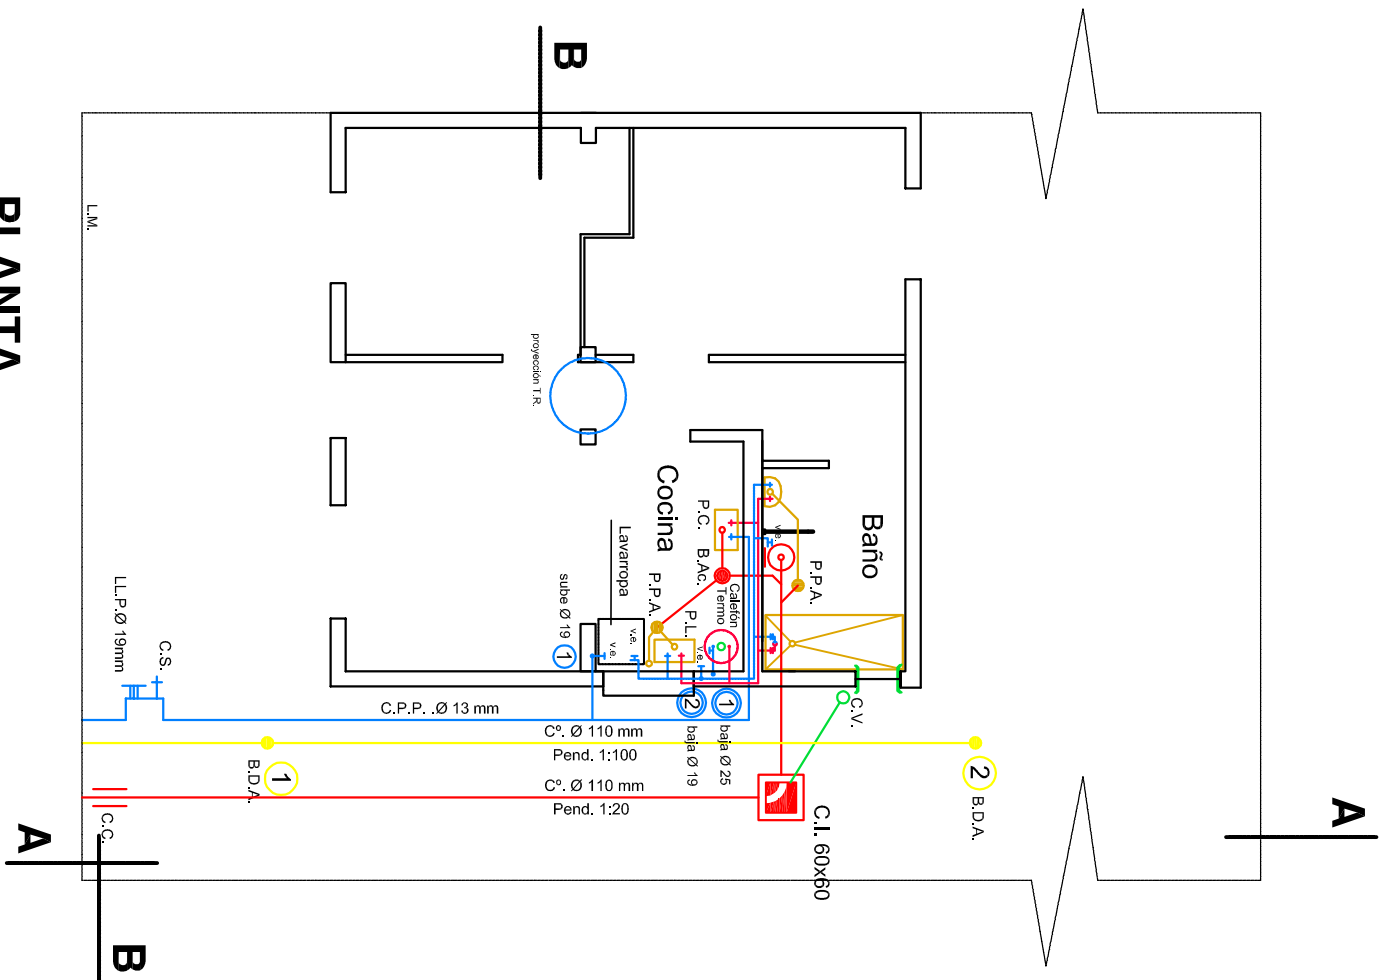 PLANTA
B
L.M.
proyección T.R.
Cocina
Baño
P.C.
B.Ac.
v.e.
P.P.A.
Calefón
Termo
Lavarropa
P.P.A.
P.L.
v.e.
v.e.
v.e.
sube Ø 19
1
LL.P.Ø 19mm
C.S.
C.P.P. .Ø 13 mm
2
1
baja Ø 19
baja Ø 25
C.V.
Cº. Ø 110 mm
Pend. 1:100
B.D.A.
1
2
B.D.A.
Cº. Ø 110 mm
Pend. 1:20
C.C.
C.I. 60x60
A
A
B